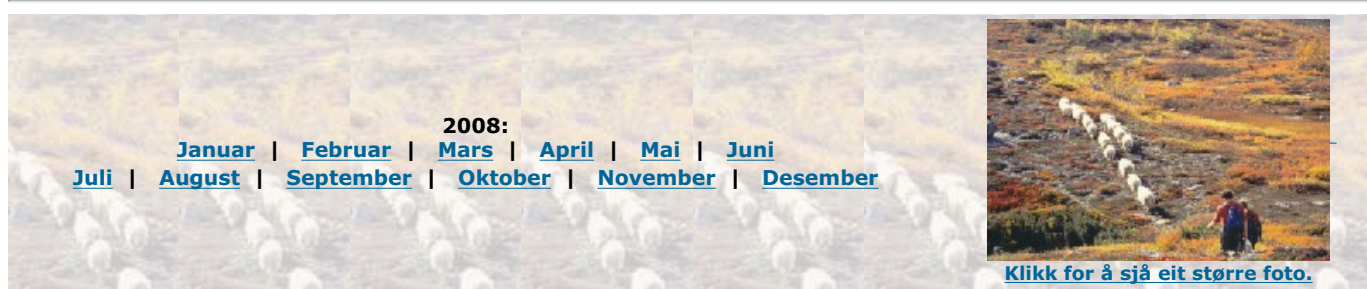 2008:
Januar | Februar | Mars | April | Mai | Juni
Juli | August | September | Oktober | November | Desember
Klikk for å sjå eit større foto.